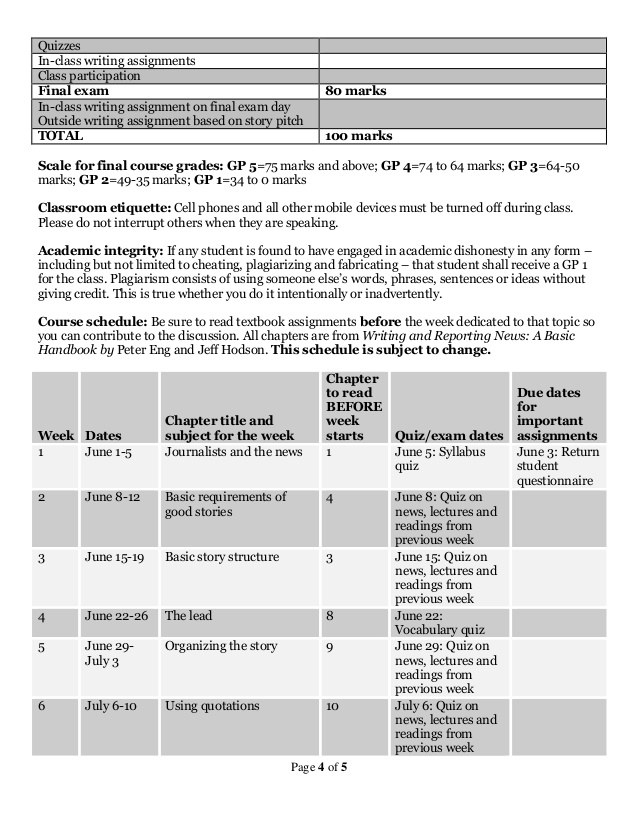 Quizzes
In-class writing assignments
Class participation
Final exam 80 marks
In-class writing assignment on final exam day
Outside writing assignment based on story pitch
TOTAL 100 marks
Scale for final course grades: GP 5=75 marks and above; GP 4=74 to 64 marks; GP 3=64-50
marks; GP 2=49-35 marks; GP 1=34 to 0 marks
Classroom etiquette: Cell phones and all other mobile devices must be turned off during class.
Please do not interrupt others when they are speaking.
Academic integrity: If any student is found to have engaged in academic dishonesty in any form –
including but not limited to cheating, plagiarizing and fabricating – that student shall receive a GP 1
for the class. Plagiarism consists of using someone else's words, phrases, sentences or ideas without
giving credit. This is true whether you do it intentionally or inadvertently.
Course schedule: Be sure to read textbook assignments before the week dedicated to that topic so
you can contribute to the discussion. All chapters are from Writing and Reporting News: A Basic
Handbook by Peter Eng and Jeff Hodson. This schedule is subject to change.
Week
Dates
Chapter title and
subject for the week
Chapter
to read
BEFORE
week
starts
Quiz/exam dates
Due dates
for
important
assignments
1
June 1-5
Journalists and the news
1
June 5: Syllabus
quiz
June 3: Return
student
questionnaire
2
June 8-12
Basic requirements of
good stories
4
June 8: Quiz on
news, lectures and
readings from
previous week
3
June 15-19
Basic story structure
3
June 15: Quiz on
news, lectures and
readings from
previous week
4
June 22-26
The lead
8
June 22:
Vocabulary quiz
5
June 29-
July 3
Organizing the story
9
June 29: Quiz on
news, lectures and
readings from
previous week
6
July 6-10
Using quotations
10
July 6: Quiz on
news, lectures and
readings from
previous week
Page 4 of 5